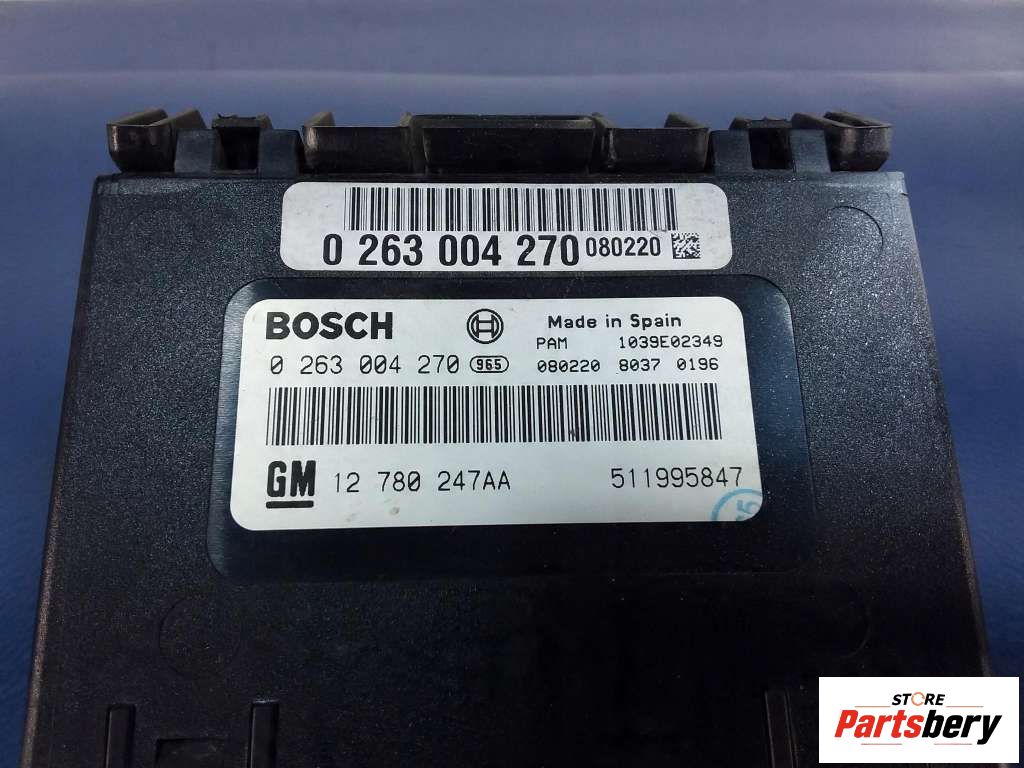 0 263 004 270 080220
BOSCH
Made in Spain
PAM 1039E02349
0 263 004 270 965 080220 8037 0196
GM 12 780 247AA 511995847
STORE
Partsbery